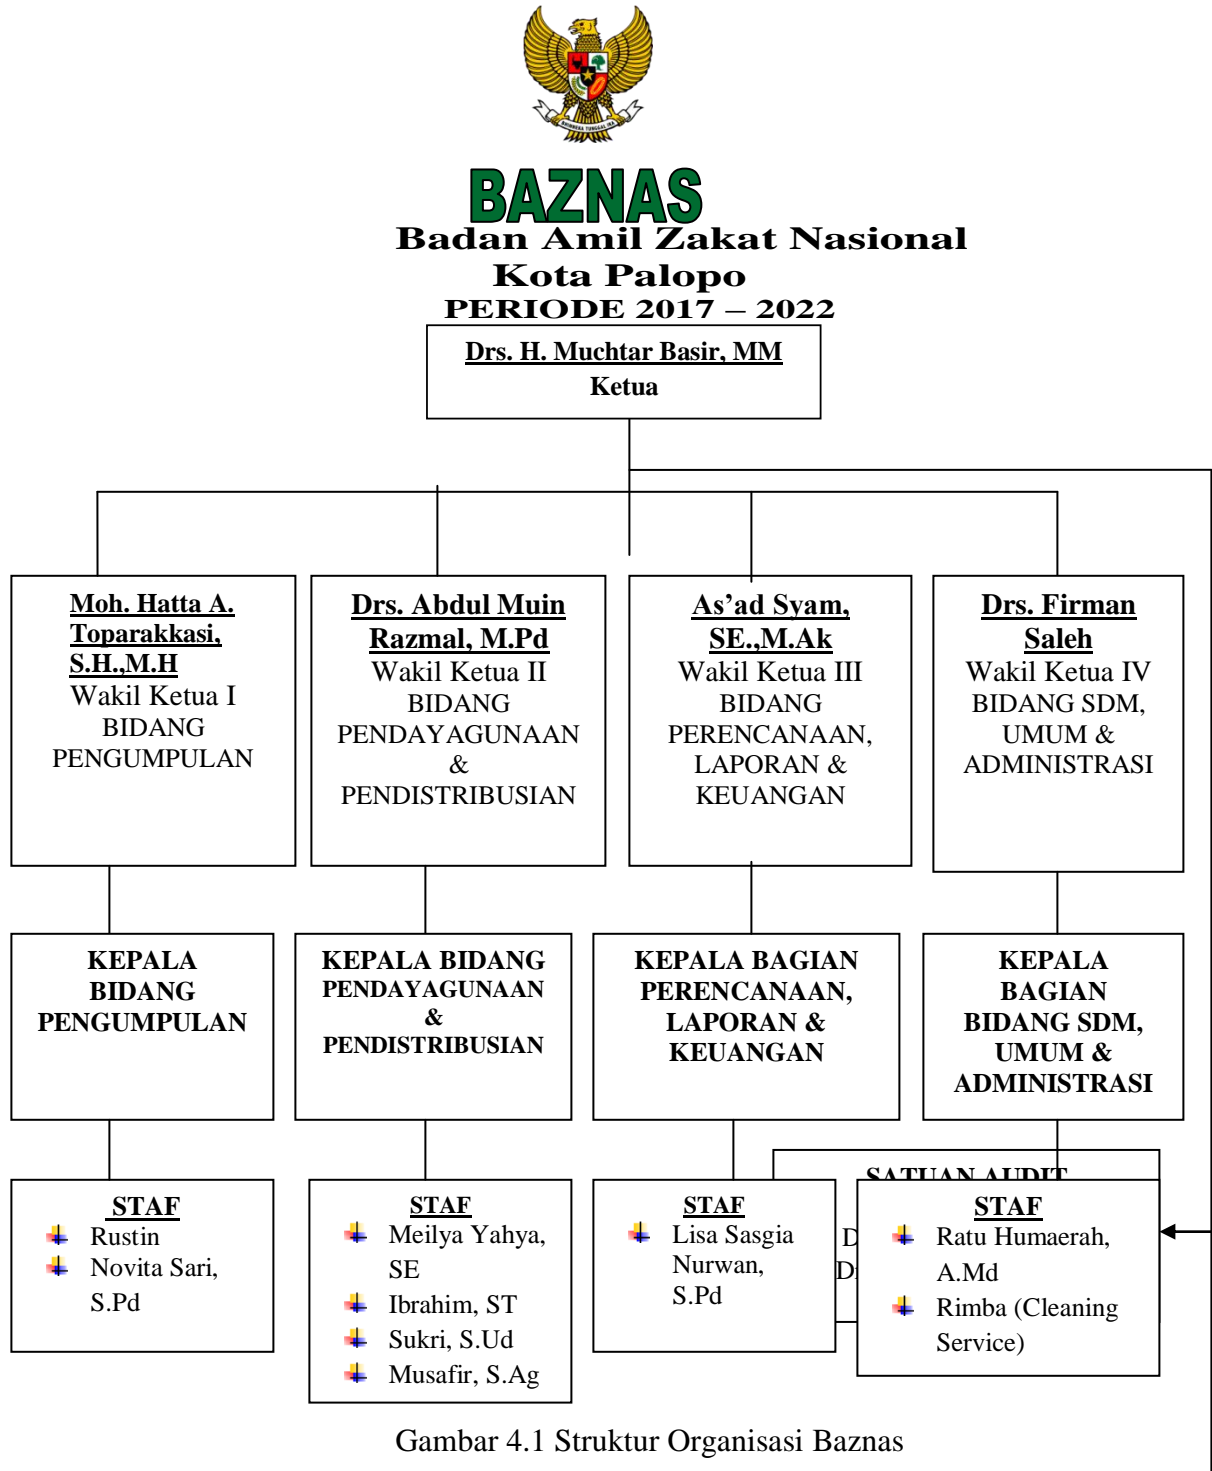 BHINNEKA TUNGGAL IKA
BAZNAS
Badan Amil Zakat Nasional
Kota Palopo
PERIODE 2017 – 2022
Drs. H. Muchtar Basir, MM
Ketua
Moh. Hatta A.
Toparakkasi,
S.H.,M.H
Wakil Ketua I
BIDANG
PENGUMPULAN
Drs. Abdul Muin
Razmal, M.Pd
Wakil Ketua II
BIDANG
PENDAYAGUNAAN
&
PENDISTRIBUSIAN
As’ad Syam,
SE.,M.Ak
Wakil Ketua III
BIDANG
PERENCANAAN,
LAPORAN &
KEUANGAN
Drs. Firman
Saleh
Wakil Ketua IV
BIDANG SDM,
UMUM &
ADMINISTRASI
KEPALA
BIDANG
PENGUMPULAN
KEPALA BIDANG
PENDAYAGUNAAN
&
PENDISTRIBUSIAN
KEPALA BAGIAN
PERENCANAAN,
LAPORAN &
KEUANGAN
KEPALA
BAGIAN
BIDANG SDM,
UMUM &
ADMINISTRASI
SATUAN AUDIT
STAF
Rustin
Novita Sari,
S.Pd
STAF
Meilya Yahya,
SE
Ibrahim, ST
Sukri, S.Ud
Musafir, S.Ag
STAF
Lisa Sasgia
Nurwan,
S.Pd
STAF
Ratu Humaerah,
A.Md
Rimba (Cleaning
Service)
Gambar 4.1 Struktur Organisasi Baznas